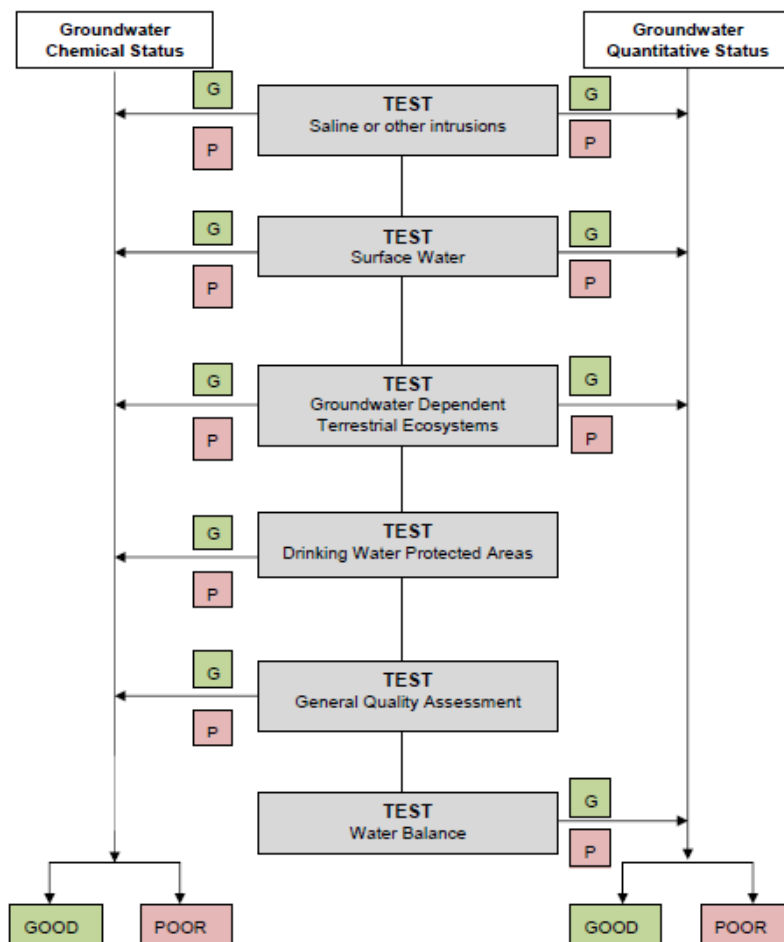 Groundwater
Chemical Status
Groundwater
Quantitative Status
G
TEST
G
Saline or other intrusions
P
P
G
TEST
G
Surface Water
P
P
G
TEST
G
Groundwater Dependent
Terrestrial Ecosystems
P
P
G
TEST
Drinking Water Protected Areas
P
G
TEST
General Quality Assessment
P
TEST
G
Water Balance
P
GOOD
POOR
GOOD
POOR